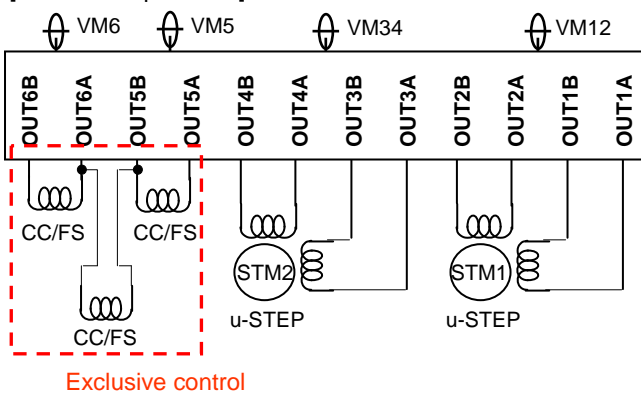 VM6 VM5 VM34 VM12
OUT6B OUT6A OUT5B OUT5A OUT4B OUT4A OUT3B OUT3A OUT2B OUT2A OUT1B OUT1A
CC/FS CC/FS
STM2 STM1
CC/FS
u-STEP u-STEP
Exclusive control